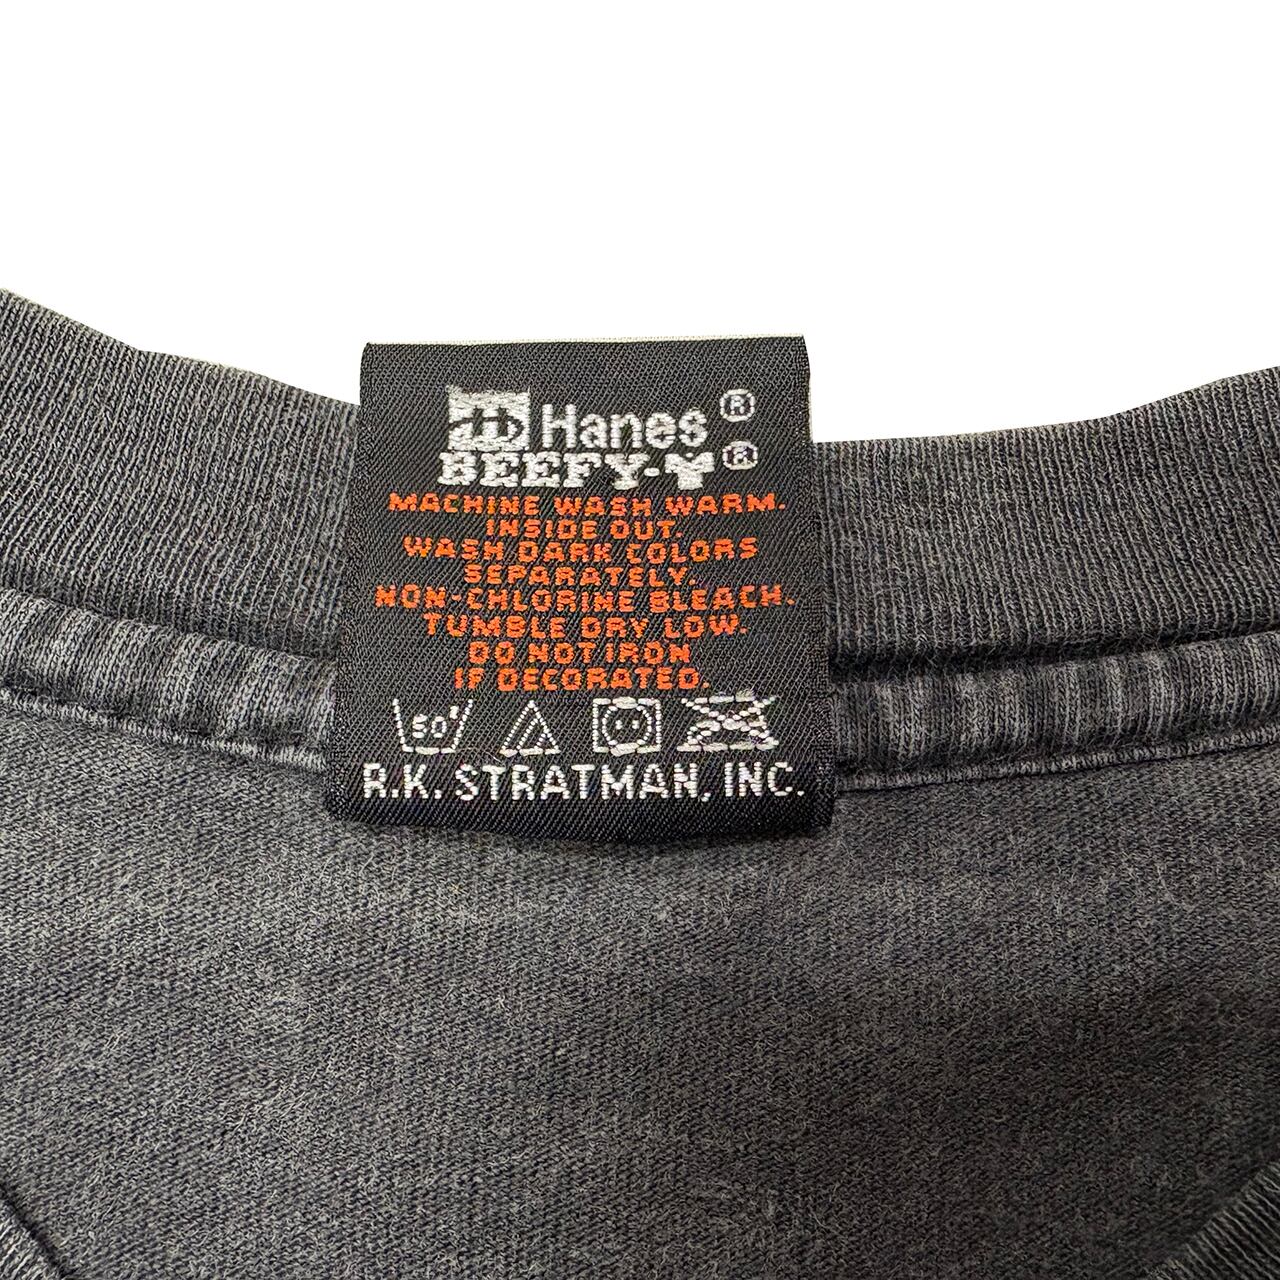 Hanes®
BEEFY-T®
MACHINE WASH WARM.
INSIDE OUT.
WASH DARK COLORS
SEPARATELY.
NON-CHLORINE BLEACH.
TUMBLE DRY LOW.
DO NOT IRON
IF DECORATED.
50°
R.K. STRATMAN, INC.